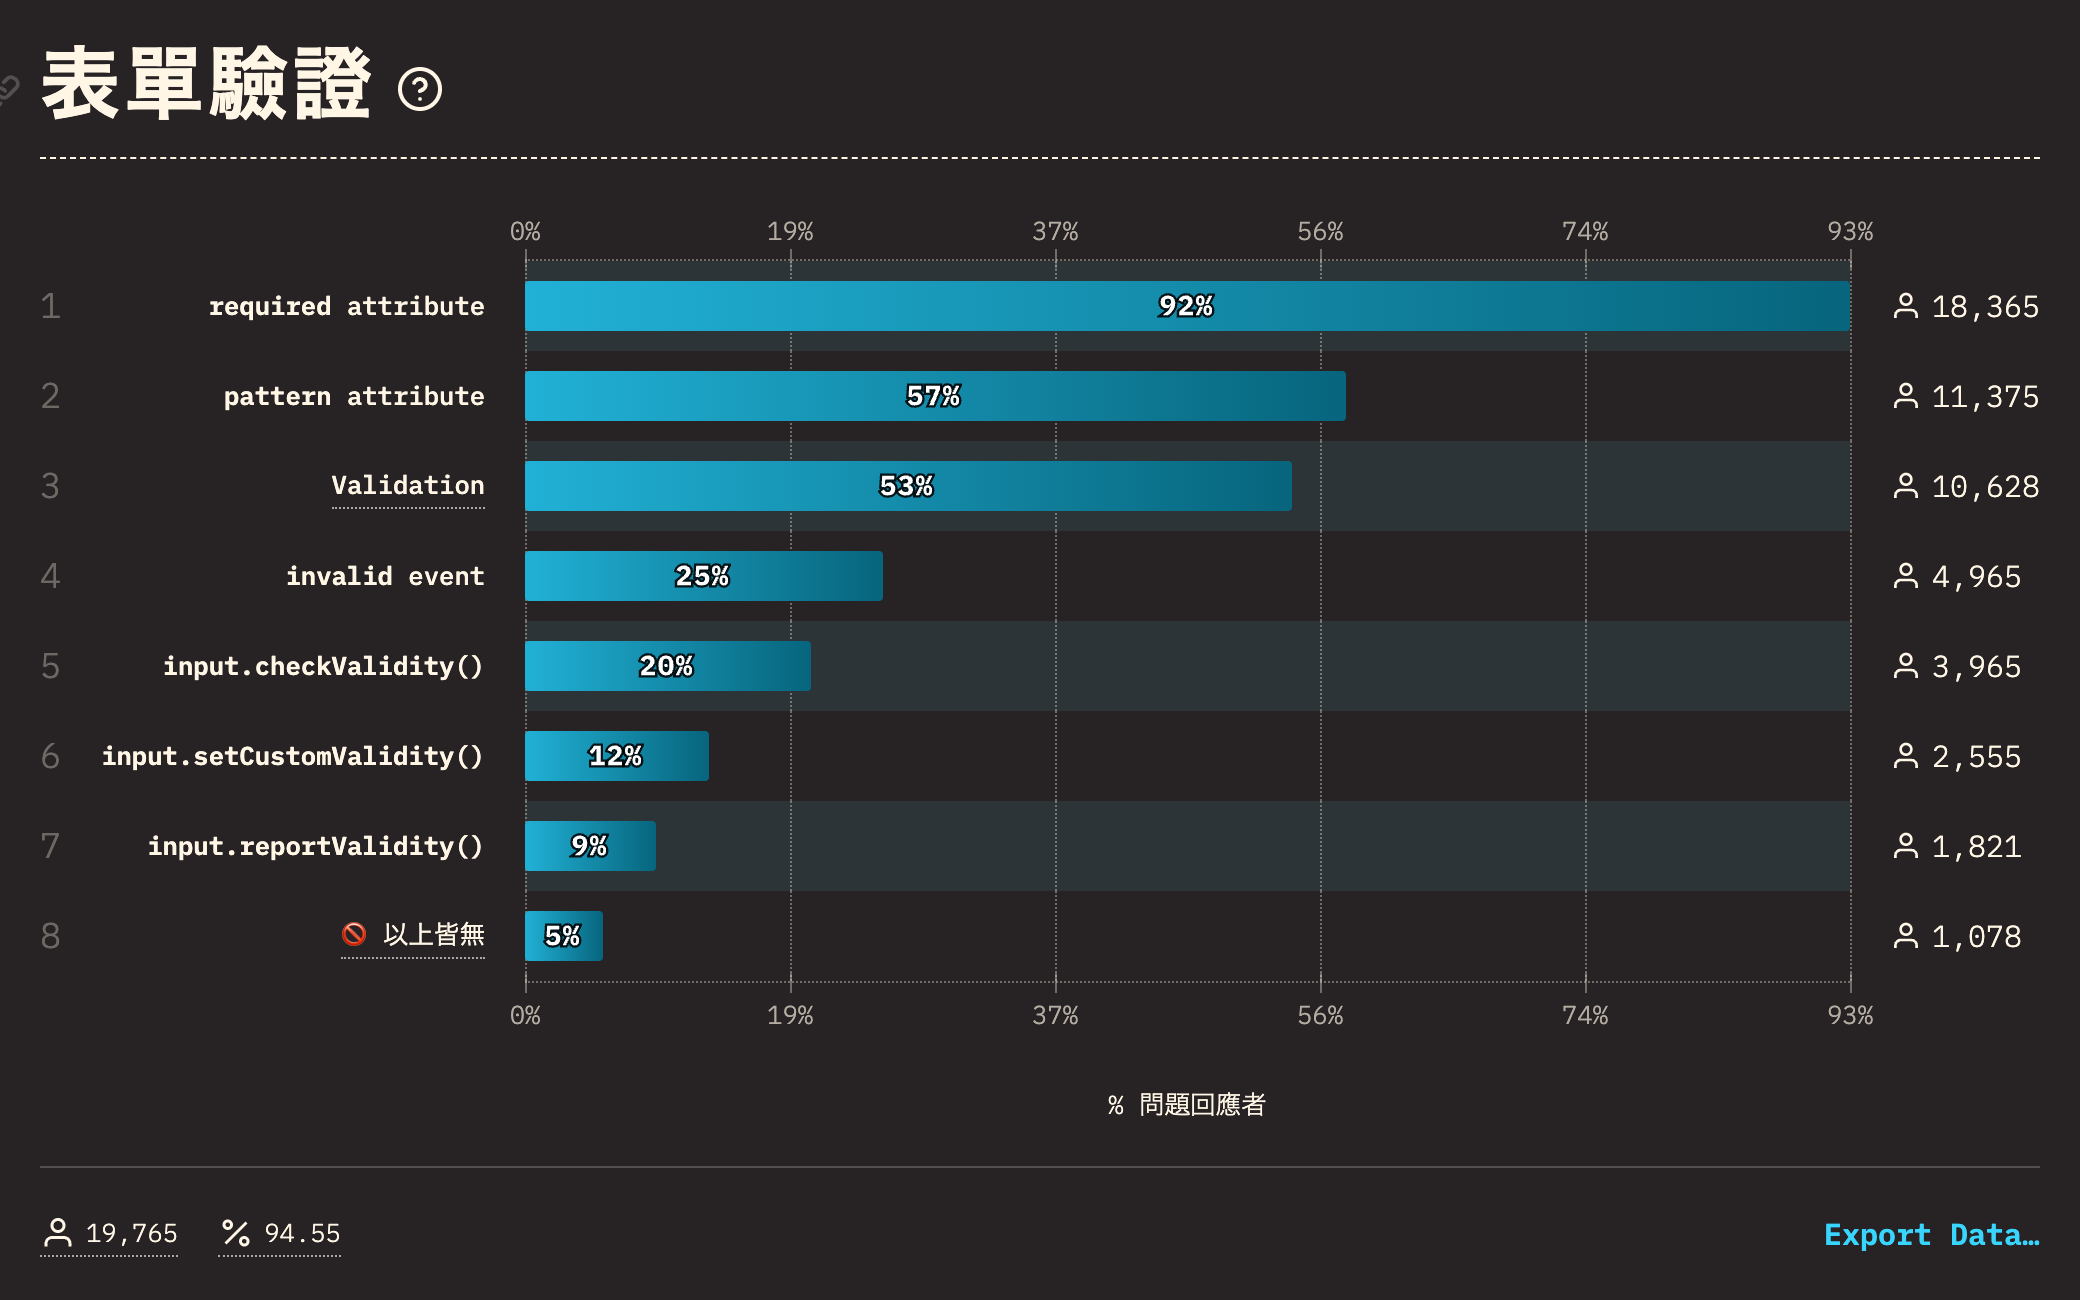 表單驗證
0% 19% 37% 56% 74% 93%
1 required attribute 92% 18,365
2 pattern attribute 57% 11,375
3 Validation 53% 10,628
4 invalid event 25% 4,965
5 input.checkValidity() 20% 3,965
6 input.setCustomValidity() 12% 2,555
7 input.reportValidity() 9% 1,821
8 🚫 以上皆無 5% 1,078
0% 19% 37% 56% 74% 93%
% 問題回應者
19,765 % 94.55 Export Data…